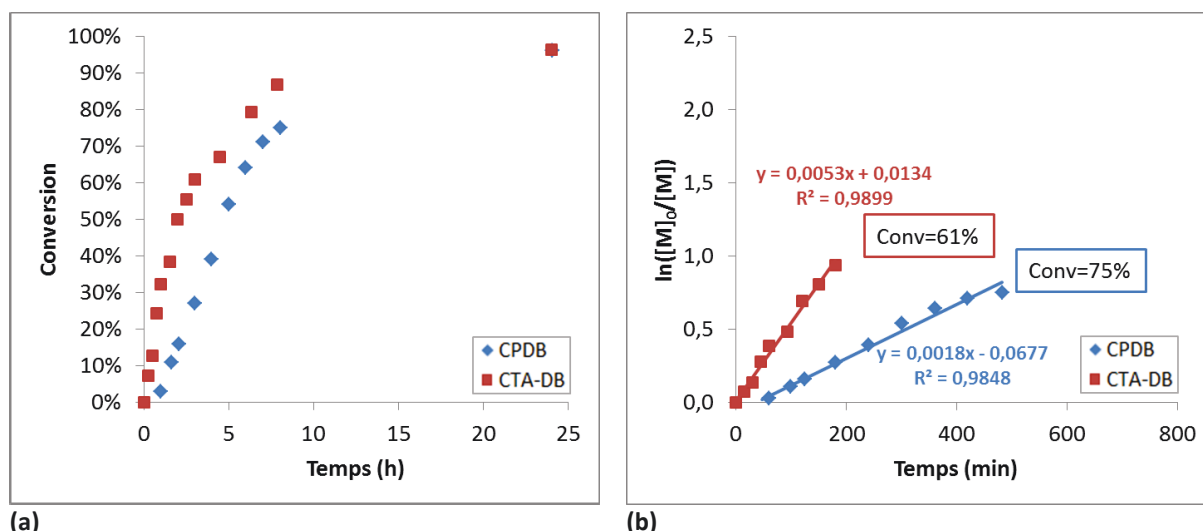 100%
90%
80%
70%
60%
50%
40%
30%
20%
10%
0%
Conversion
0
5
10
15
20
25
Temps (h)
CPDB
CTA-DB
(a)
2,5
2,0
1,5
1,0
0,5
0,0
ln([M]₀/[M])
y = 0,0053x + 0,0134
R² = 0,9899
Conv=61%
Conv=75%
y = 0,0018x - 0,0677
R² = 0,9848
CPDB
CTA-DB
0
200
400
600
800
Temps (min)
(b)